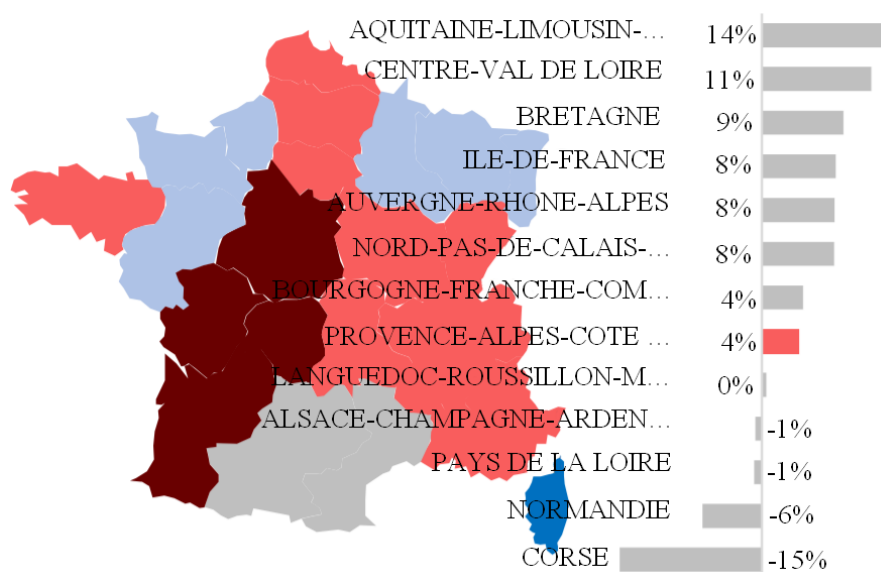 AQUITAINE-LIMOUSIN-... 14%
CENTRE-VAL DE LOIRE 11%
BRETAGNE 9%
ILE-DE-FRANCE 8%
AUVERGNE-RHONE-ALPES 8%
NORD-PAS-DE-CALAIS-... 8%
BOURGOGNE-FRANCHE-COM... 4%
PROVENCE-ALPES-COTE ... 4%
LANGUEDOC-ROUSSILLON-M... 0%
ALSACE-CHAMPAGNE-ARDEN... -1%
PAYS DE LA LOIRE -1%
NORMANDIE -6%
CORSE -15%